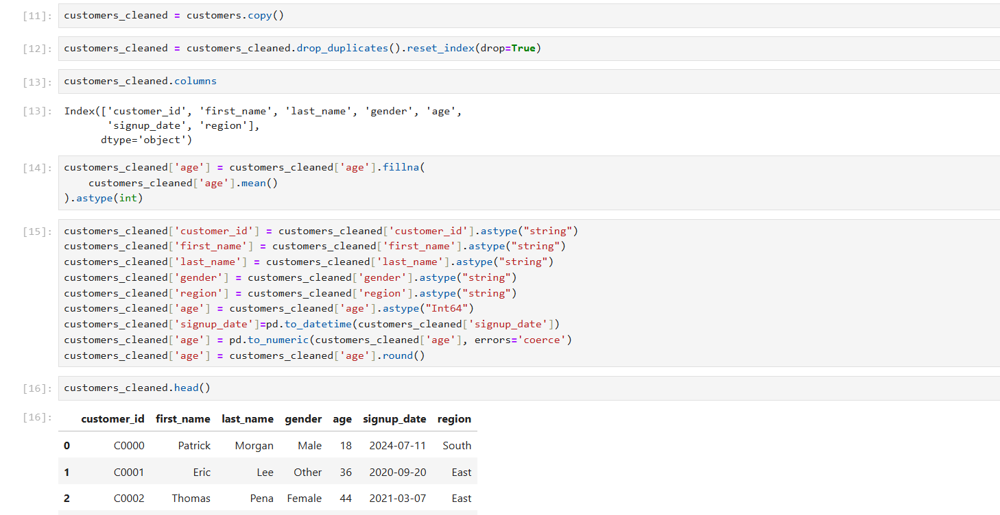 [11]: customers_cleaned = customers.copy()
[12]: customers_cleaned = customers_cleaned.drop_duplicates().reset_index(drop=True)
[13]: customers_cleaned.columns
[13]: Index(['customer_id', 'first_name', 'last_name', 'gender', 'age',
       'signup_date', 'region'],
      dtype='object')
[14]: customers_cleaned['age'] = customers_cleaned['age'].fillna(
    customers_cleaned['age'].mean()
).astype(int)
[15]: customers_cleaned['customer_id'] = customers_cleaned['customer_id'].astype("string")
customers_cleaned['first_name'] = customers_cleaned['first_name'].astype("string")
customers_cleaned['last_name'] = customers_cleaned['last_name'].astype("string")
customers_cleaned['gender'] = customers_cleaned['gender'].astype("string")
customers_cleaned['region'] = customers_cleaned['region'].astype("string")
customers_cleaned['age'] = customers_cleaned['age'].astype("Int64")
customers_cleaned['signup_date']=pd.to_datetime(customers_cleaned['signup_date'])
customers_cleaned['age'] = pd.to_numeric(customers_cleaned['age'], errors='coerce')
customers_cleaned['age'] = customers_cleaned['age'].round()
[16]: customers_cleaned.head()
[16]: customer_id first_name last_name gender age signup_date region
0 C0000 Patrick Morgan Male 18 2024-07-11 South
1 C0001 Eric Lee Other 36 2020-09-20 East
2 C0002 Thomas Pena Female 44 2021-03-07 East